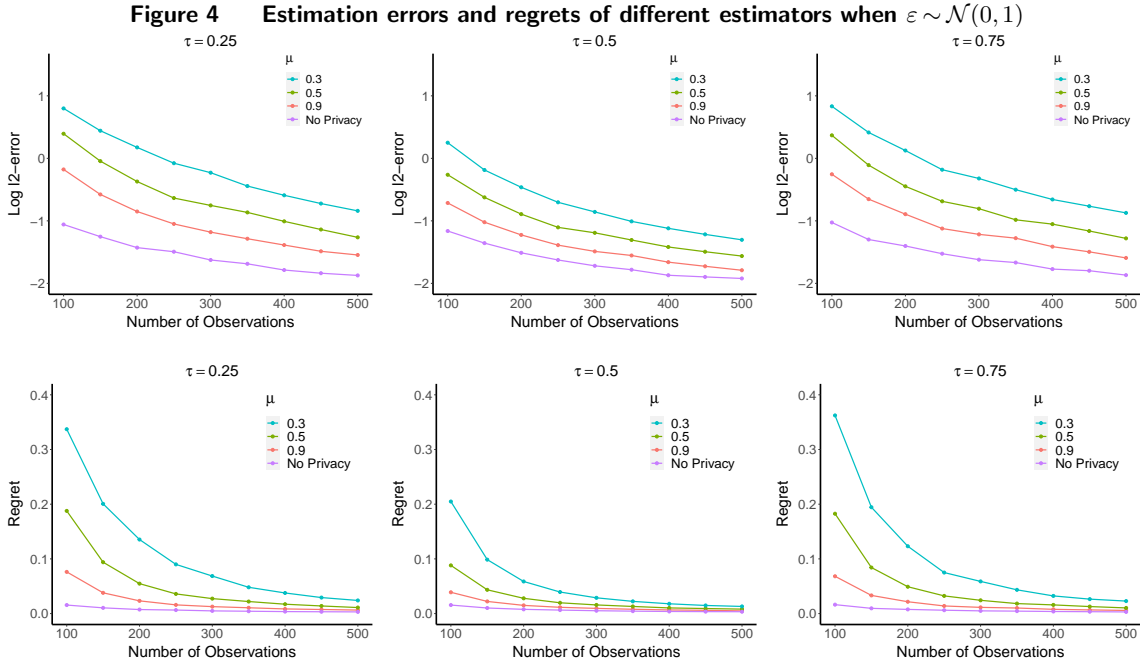 Figure 4 Estimation errors and regrets of different estimators when ε ∼ 𝒩(0, 1)
τ = 0.25
μ
0.3
0.5
0.9
No Privacy
Log l2−error
1
0
−1
−2
100 200 300 400 500
Number of Observations
τ = 0.5
μ
0.3
0.5
0.9
No Privacy
Log l2−error
1
0
−1
−2
100 200 300 400 500
Number of Observations
τ = 0.75
μ
0.3
0.5
0.9
No Privacy
Log l2−error
1
0
−1
−2
100 200 300 400 500
Number of Observations
τ = 0.25
μ
0.3
0.5
0.9
No Privacy
Regret
0.4
0.3
0.2
0.1
0.0
100 200 300 400 500
Number of Observations
τ = 0.5
μ
0.3
0.5
0.9
No Privacy
Regret
0.4
0.3
0.2
0.1
0.0
100 200 300 400 500
Number of Observations
τ = 0.75
μ
0.3
0.5
0.9
No Privacy
Regret
0.4
0.3
0.2
0.1
0.0
100 200 300 400 500
Number of Observations